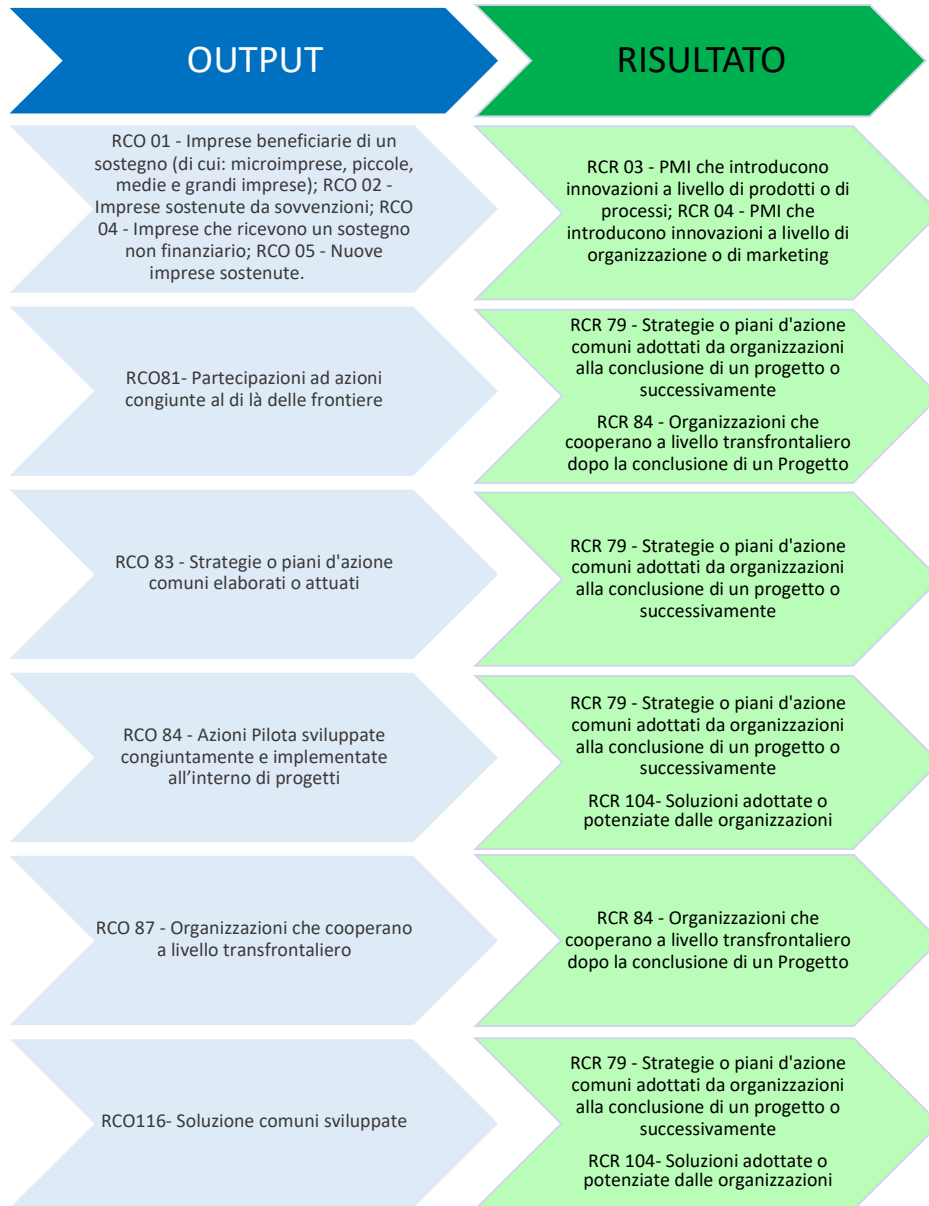 OUTPUT
RISULTATO
RCO 01 - Imprese beneficiarie di un
sostegno (di cui: microimprese, piccole,
medie e grandi imprese); RCO 02 -
Imprese sostenute da sovvenzioni; RCO
04 - Imprese che ricevono un sostegno
non finanziario; RCO 05 - Nuove
imprese sostenute.
RCR 03 - PMI che introducono
innovazioni a livello di prodotti o di
processi; RCR 04 - PMI che
introducono innovazioni a livello di
organizzazione o di marketing
RCO81- Partecipazioni ad azioni
congiunte al di là delle frontiere
RCR 79 - Strategie o piani d'azione
comuni adottati da organizzazioni
alla conclusione di un progetto o
successivamente
RCR 84 - Organizzazioni che
cooperano a livello transfrontaliero
dopo la conclusione di un Progetto
RCO 83 - Strategie o piani d'azione
comuni elaborati o attuati
RCR 79 - Strategie o piani d'azione
comuni adottati da organizzazioni
alla conclusione di un progetto o
successivamente
RCO 84 - Azioni Pilota sviluppate
congiuntamente e implementate
all’interno di progetti
RCR 79 - Strategie o piani d'azione
comuni adottati da organizzazioni
alla conclusione di un progetto o
successivamente
RCR 104- Soluzioni adottate o
potenziate dalle organizzazioni
RCO 87 - Organizzazioni che cooperano
a livello transfrontaliero
RCR 84 - Organizzazioni che
cooperano a livello transfrontaliero
dopo la conclusione di un Progetto
RCO116- Soluzione comuni sviluppate
RCR 79 - Strategie o piani d'azione
comuni adottati da organizzazioni
alla conclusione di un progetto o
successivamente
RCR 104- Soluzioni adottate o
potenziate dalle organizzazioni